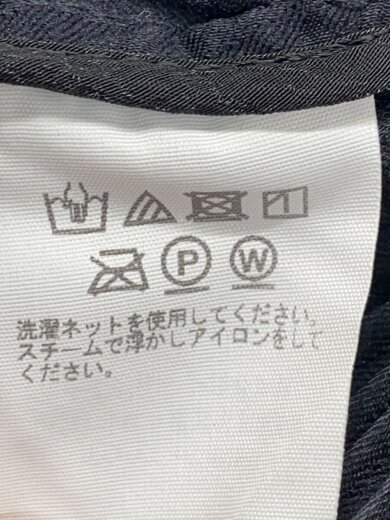 P W
洗濯ネットを使用してください。
スチームで浮かしアイロンをして
ください。